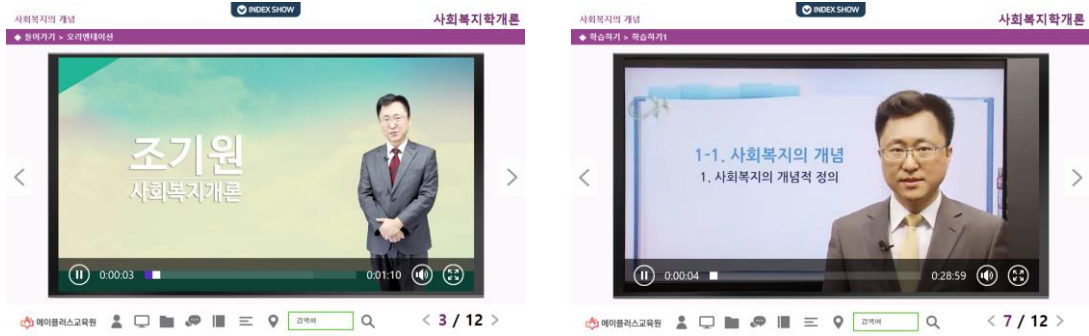 INDEX SHOW
사회복지의 개념
사회복지학개론
◆ 들어가기 > 오리엔테이션
조기원
사회복지개론
0:00:03
0:01:10
에이플러스교육원
검색어
< 3 / 12 >
INDEX SHOW
사회복지의 개념
사회복지학개론
◆ 학습하기 > 학습하기1
1-1. 사회복지의 개념
1. 사회복지의 개념적 정의
0:00:04
0:28:59
에이플러스교육원
검색어
< 7 / 12 >